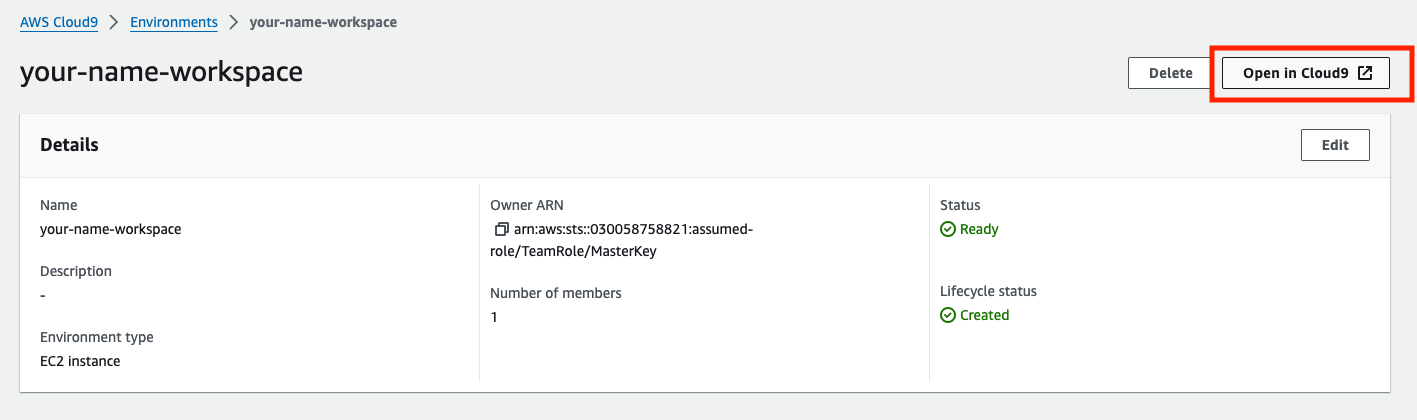 AWS Cloud9 > Environments > your-name-workspace
your-name-workspace
Delete
Open in Cloud9
Details
Edit
Name
your-name-workspace
Description
-
Environment type
EC2 instance
Owner ARN
arn:aws:sts::030058758821:assumed-
role/TeamRole/MasterKey
Number of members
1
Status
Ready
Lifecycle status
Created